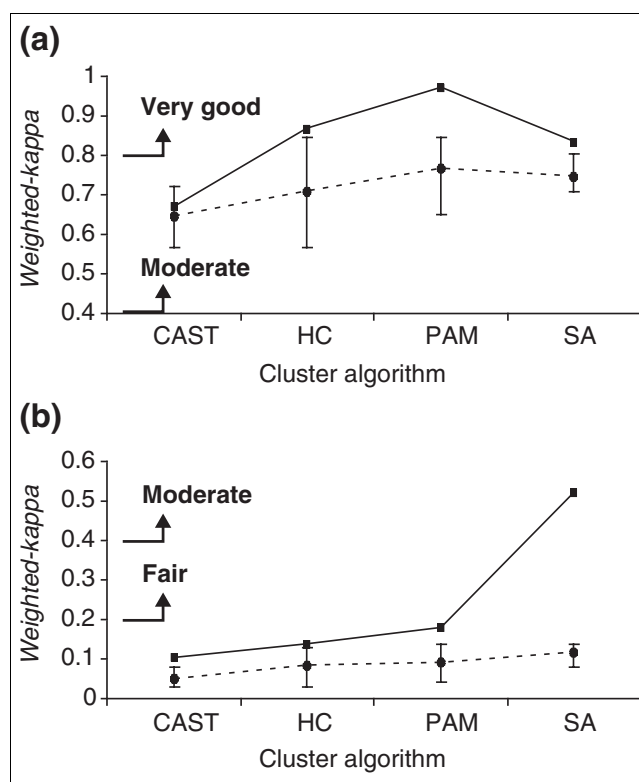 (a)
Weighted-kappa
1
0.9
0.8
0.7
0.6
0.5
0.4
Very good
Moderate
CAST HC PAM SA
Cluster algorithm
(b)
Weighted-kappa
0.6
0.5
0.4
0.3
0.2
0.1
0
Moderate
Fair
CAST HC PAM SA
Cluster algorithm